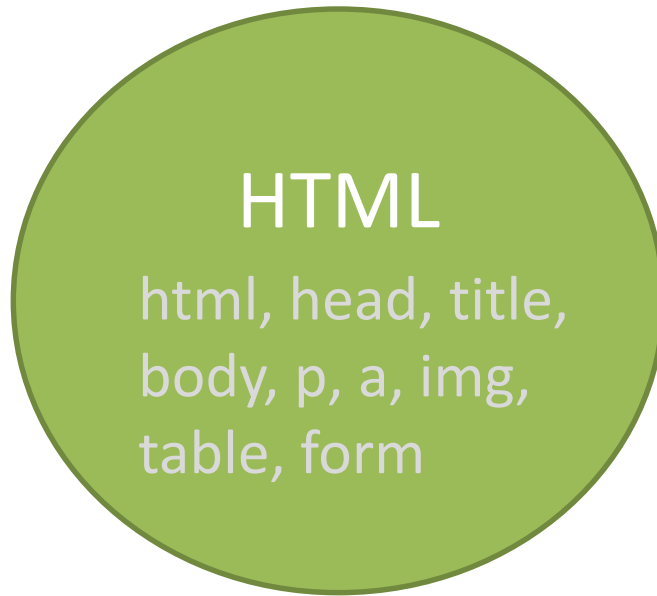 HTML
html, head, title,
body, p, a, img,
table, form